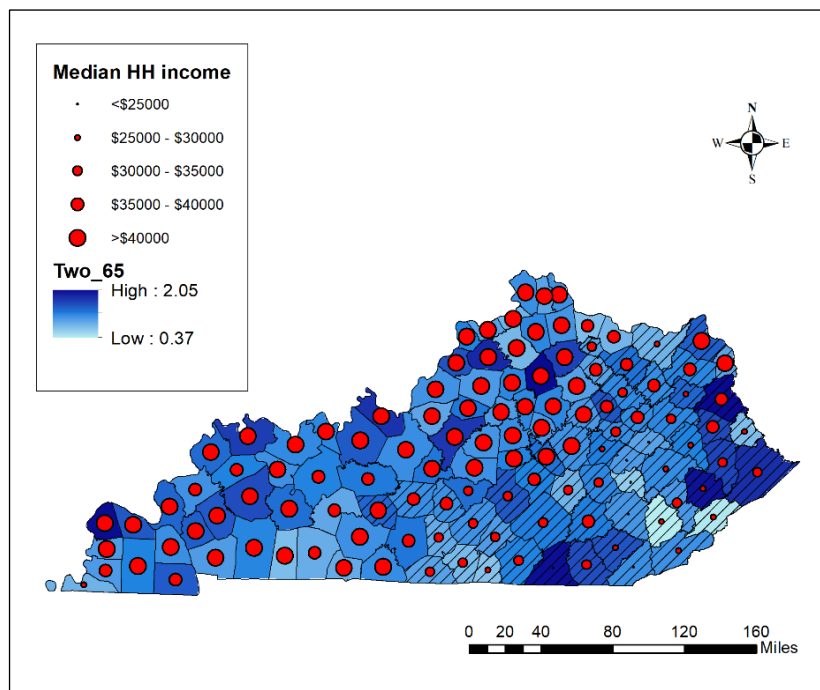 Median HH income
<$25000
$25000 - $30000
$30000 - $35000
$35000 - $40000
>$40000
Two_65
High : 2.05
Low : 0.37
N
W E
S
0 10 20 40 80 120 160
Miles